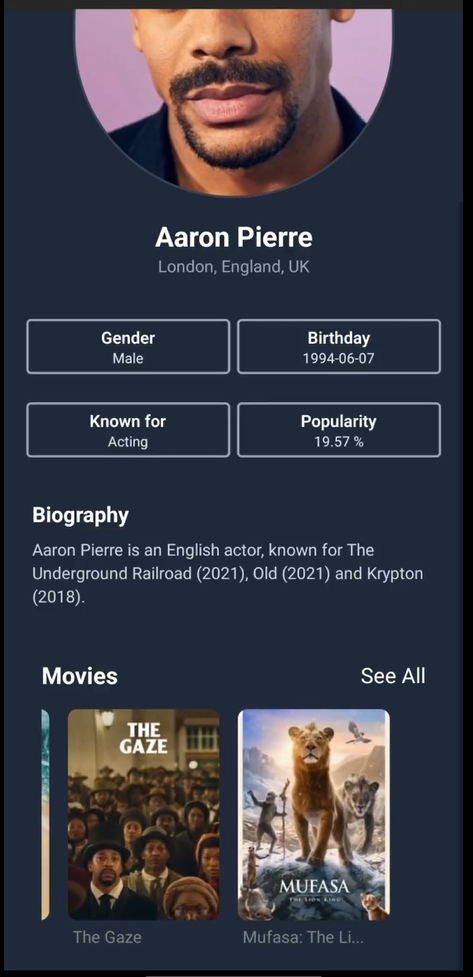 Aaron Pierre
London, England, UK
Gender
Male
Birthday
1994-06-07
Known for
Acting
Popularity
19.57 %
Biography
Aaron Pierre is an English actor, known for The
Underground Railroad (2021), Old (2021) and Krypton
(2018).
Movies
See All
THE
GAZE
MUFASA
THE LION KING
The Gaze
Mufasa: The Li...